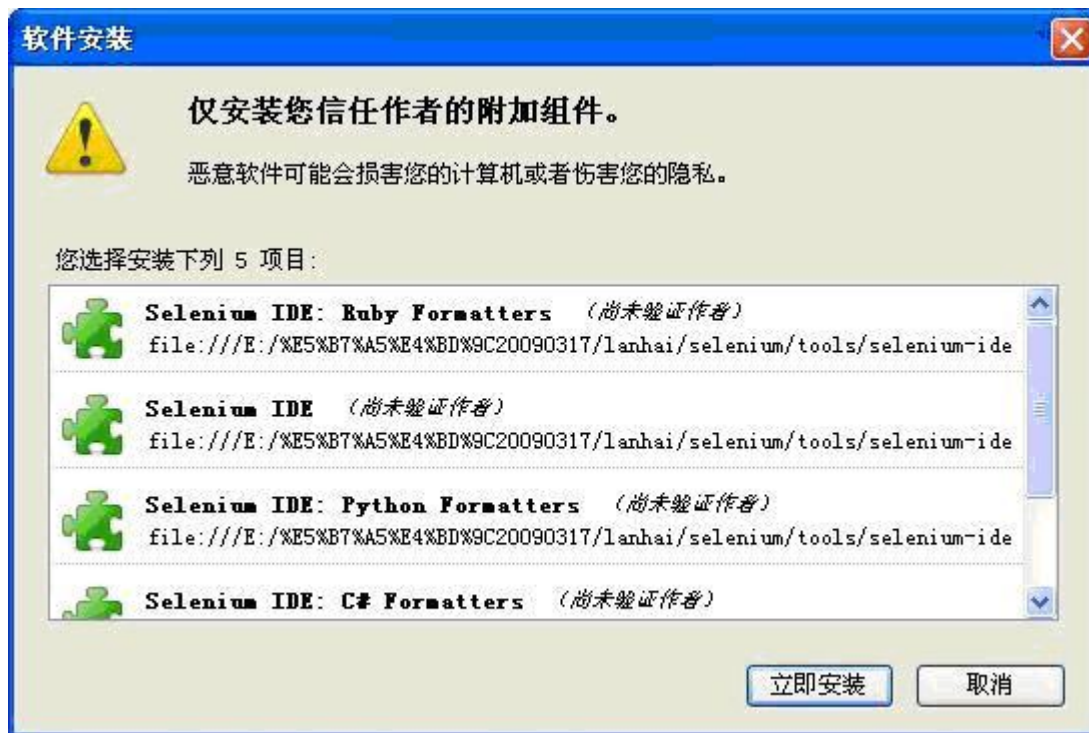 软件安装
仅安装您信任作者的附加组件。
恶意软件可能会损害您的计算机或者伤害您的隐私。
您选择安装下列 5 项目:
Selenium IDE: Ruby Formatters (尚未验证作者)
file:///E:/%E5%B7%A5%E4%BD%9C20090317/lanhai/selenium/tools/selenium-ide
Selenium IDE (尚未验证作者)
file:///E:/%E5%B7%A5%E4%BD%9C20090317/lanhai/selenium/tools/selenium-ide
Selenium IDE: Python Formatters (尚未验证作者)
file:///E:/%E5%B7%A5%E4%BD%9C20090317/lanhai/selenium/tools/selenium-ide
Selenium IDE: C# Formatters (尚未验证作者)
立即安装 取消